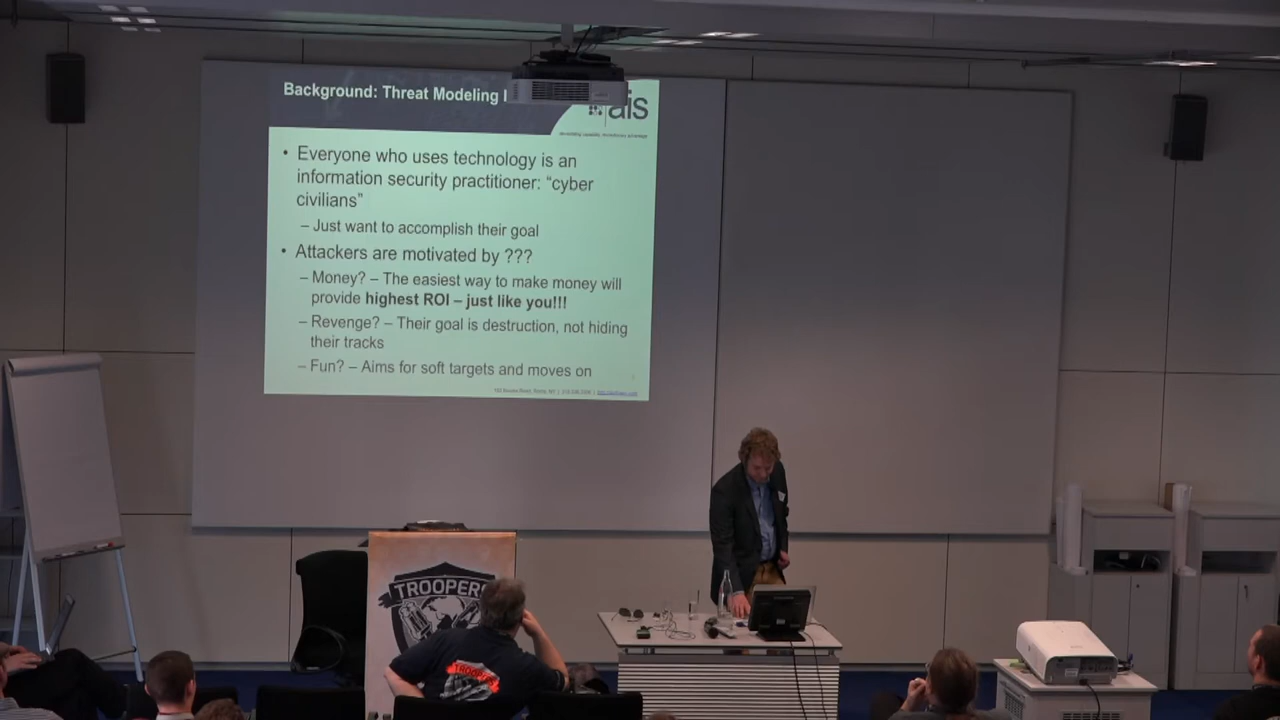 Background: Threat Modeling
ais
• Everyone who uses technology is an
information security practitioner: “cyber
civilians”
– Just want to accomplish their goal
• Attackers are motivated by ???
– Money? – The easiest way to make money will
provide highest ROI – just like you!!!
– Revenge? – Their goal is destruction, not hiding
their tracks
– Fun? – Aims for soft targets and moves on
TROOPERS
TROOPERS